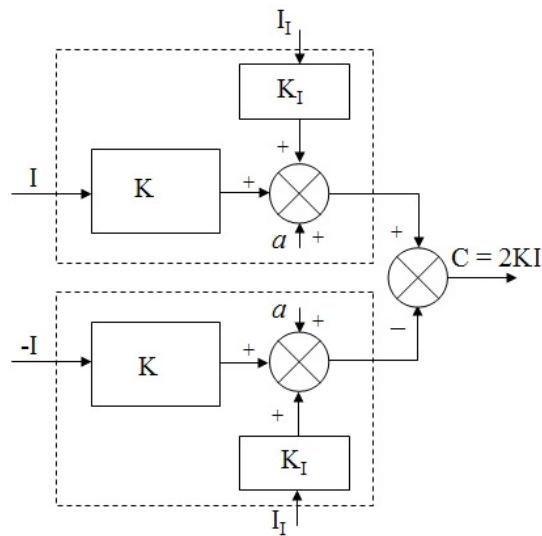 I_I
K_I
+
I
K
+
a
+
+
C = 2KI
−
a
+
-I
K
+
+
K_I
I_I